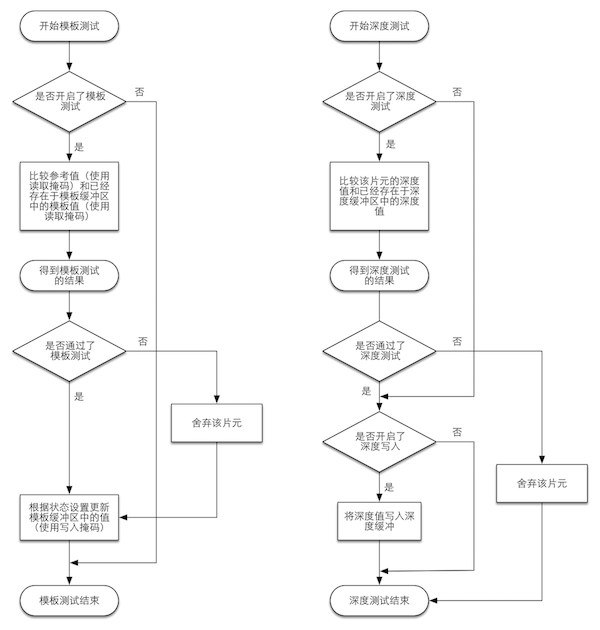 开始模板测试
是否开启了模板
测试
否
是
比较参考值（使用
读取掩码）和已经
存在于模板缓冲区
中的模板值（使用
读取掩码）
得到模板测试
的结果
是否通过了
模板测试
否
是
舍弃该片元
根据状态设置更新
模板缓冲区中的值
（使用写入掩码）
模板测试结束
开始深度测试
是否开启了深度
测试
否
是
比较该片元的深度
值和已经存在于深
度缓冲区中的深度
值
得到深度测试
的结果
是否通过了
深度测试
否
是
是否开启了
深度写入
否
是
舍弃该片元
将深度值写入深
度缓冲
深度测试结束